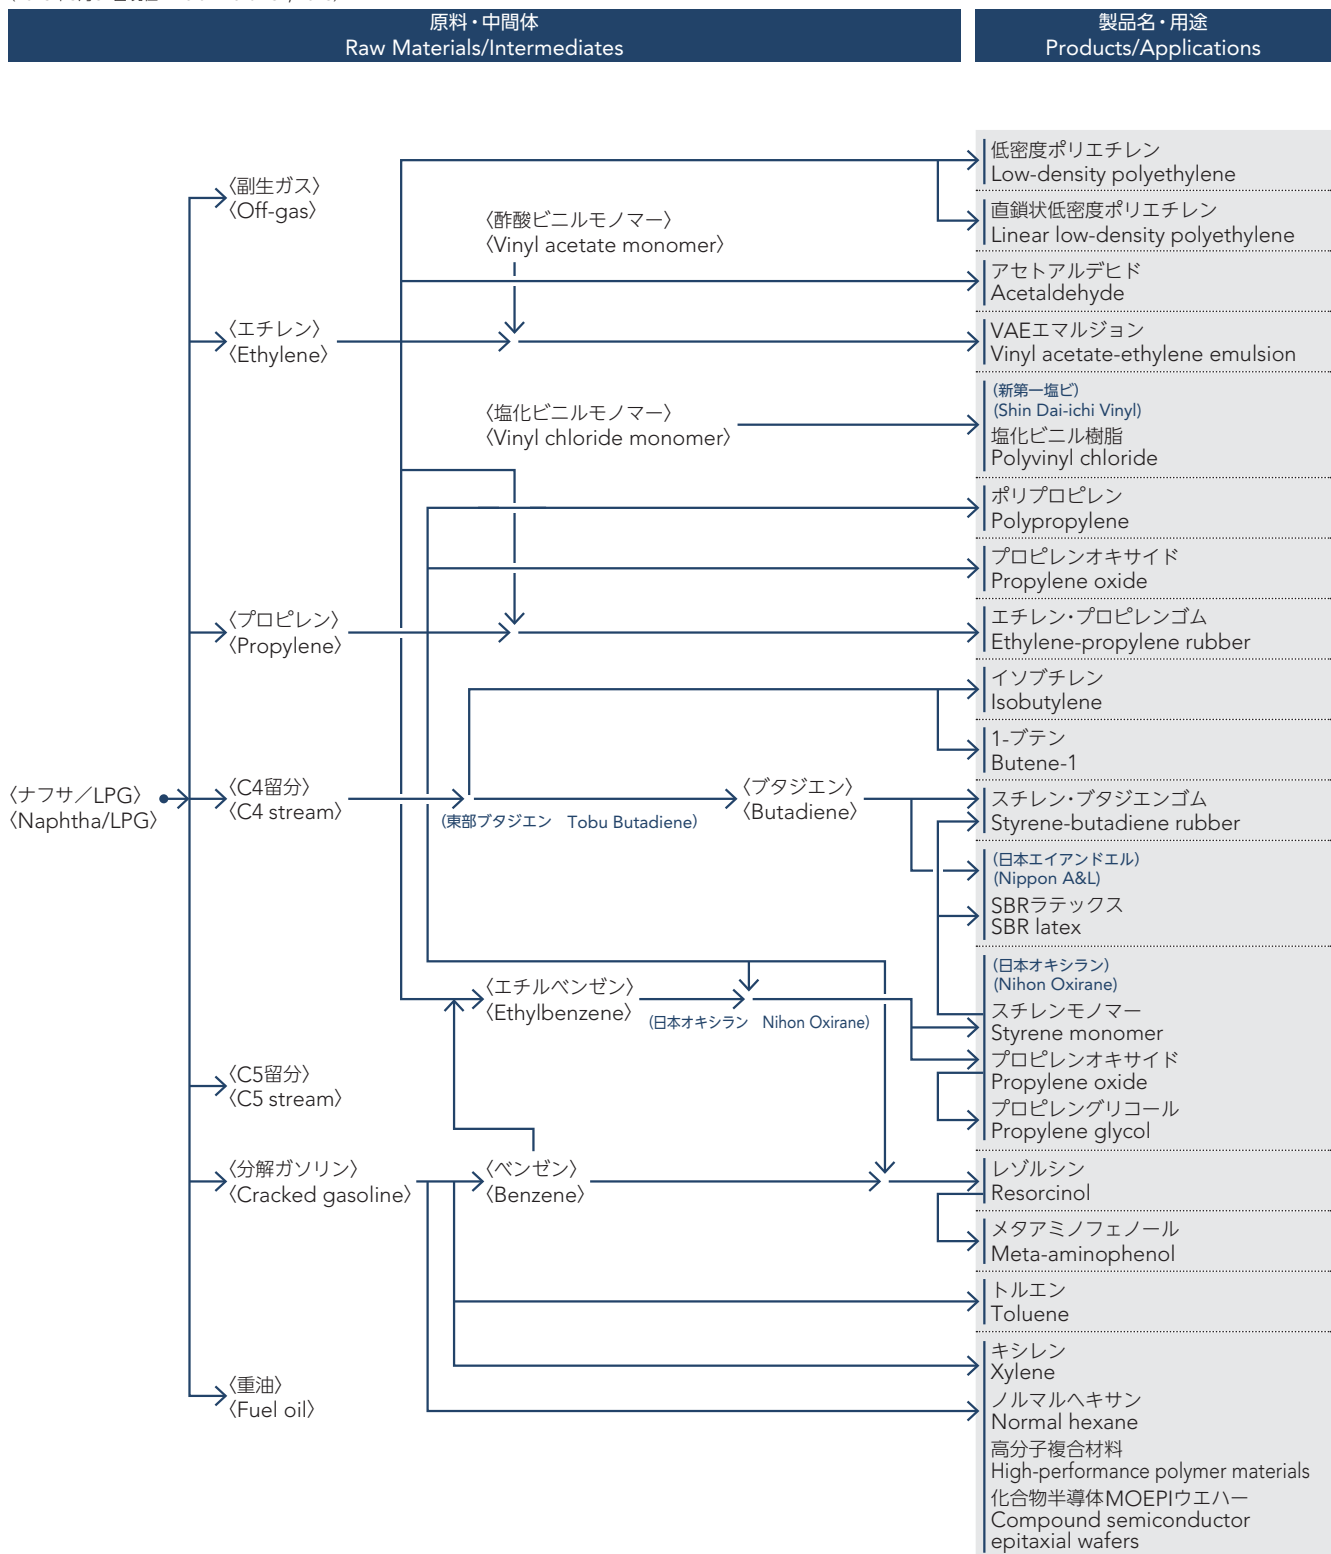 原料・中間体
Raw Materials/Intermediates
製品名・用途
Products/Applications
〈ナフサ／LPG〉
〈Naphtha/LPG〉
〈副生ガス〉
〈Off-gas〉
〈エチレン〉
〈Ethylene〉
〈プロピレン〉
〈Propylene〉
〈C4留分〉
〈C4 stream〉
〈C5留分〉
〈C5 stream〉
〈分解ガソリン〉
〈Cracked gasoline〉
〈重油〉
〈Fuel oil〉
〈酢酸ビニルモノマー〉
〈Vinyl acetate monomer〉
〈塩化ビニルモノマー〉
〈Vinyl chloride monomer〉
(東部ブタジエン　Tobu Butadiene)
〈ブタジエン〉
〈Butadiene〉
〈エチルベンゼン〉
〈Ethylbenzene〉
(日本オキシラン　Nihon Oxirane)
〈ベンゼン〉
〈Benzene〉
低密度ポリエチレン
Low-density polyethylene
直鎖状低密度ポリエチレン
Linear low-density polyethylene
アセトアルデヒド
Acetaldehyde
VAEエマルジョン
Vinyl acetate-ethylene emulsion
(新第一塩ビ)
(Shin Dai-ichi Vinyl)
塩化ビニル樹脂
Polyvinyl chloride
ポリプロピレン
Polypropylene
プロピレンオキサイド
Propylene oxide
エチレン・プロピレンゴム
Ethylene-propylene rubber
イソブチレン
Isobutylene
1-ブテン
Butene-1
スチレン・ブタジエンゴム
Styrene-butadiene rubber
(日本エイアンドエル)
(Nippon A&L)
SBRラテックス
SBR latex
(日本オキシラン)
(Nihon Oxirane)
スチレンモノマー
Styrene monomer
プロピレンオキサイド
Propylene oxide
プロピレングリコール
Propylene glycol
レゾルシン
Resorcinol
メタアミノフェノール
Meta-aminophenol
トルエン
Toluene
キシレン
Xylene
ノルマルヘキサン
Normal hexane
高分子複合材料
High-performance polymer materials
化合物半導体MOEPIウエハー
Compound semiconductor
epitaxial wafers